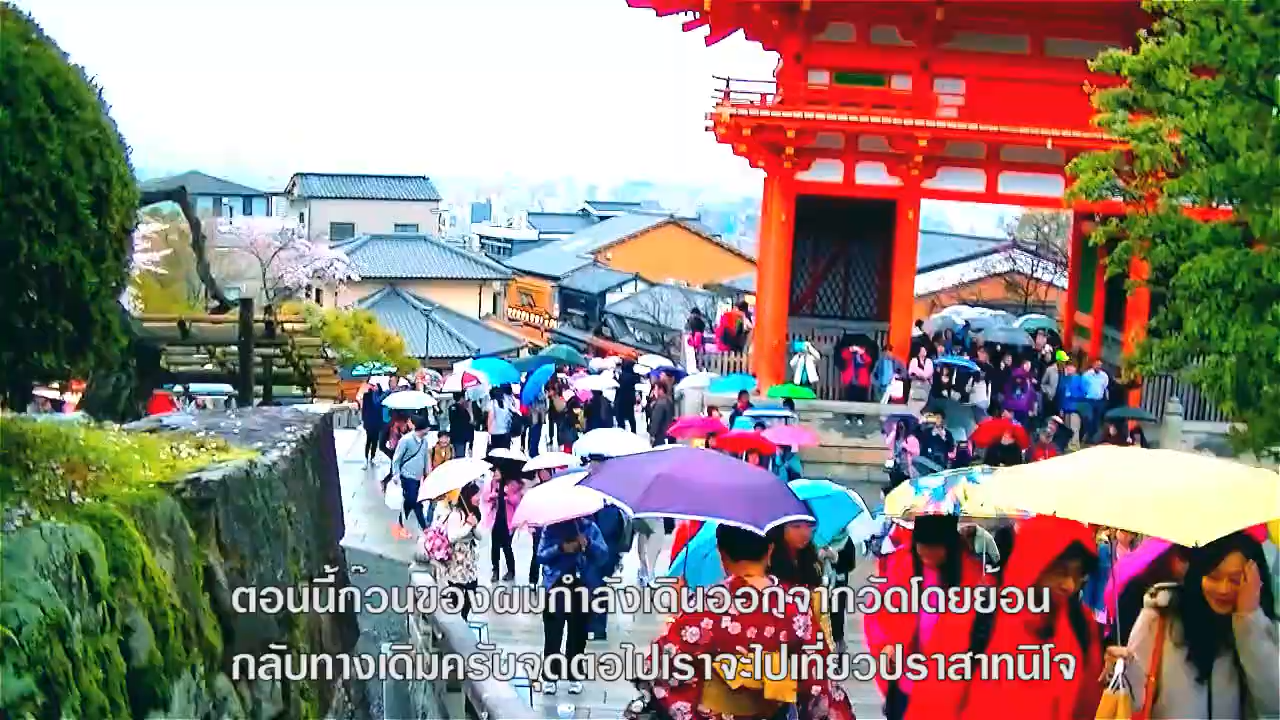 ตอนนี้ก๊วนของผมกำลังเดินออกจากวัดโดยย้อน
กลับทางเดิมครับจุดต่อไปเราจะไปเที่ยวปราสาทนิโจ